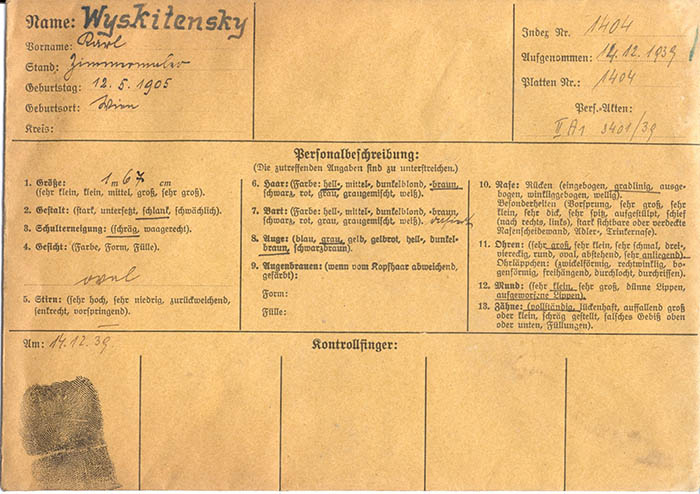 Name: Wyskitensky
Vorname: Karl
Stand: Zimmermaler
Geburtstag: 12. 5. 1905
Geburtsort: Wien
Kreis:
Index Nr. 1404
Aufgenommen: 14. 12. 1939
Platten Nr.: 1404
Pers.-Akten:
II A1 3401/39
Personalbeschreibung:
(Die zutreffenden Angaben sind zu unterstreichen.)
1. Größe: 1 m 67 cm
(sehr klein, klein, mittel, groß, sehr groß).
2. Gestalt: (stark, untersetzt, schlank, schwächlich).
3. Schulterneigung: (schräg, waagerecht).
4. Gesicht: (Farbe, Form, Fülle).
oval
5. Stirn: (sehr hoch, sehr niedrig, zurückweichend,
senkrecht, vorspringend).
6. Haar: (Farbe: hell-, mittel-, dunkelblond, -braun,
schwarz, rot, grau, graugemischt, weiß).
7. Bart: (Farbe: hell-, mittel-, dunkelblond, -braun,
schwarz, rot, grau, graugemischt, weiß).
8. Auge: (blau, grau, gelb, gelbrot, hell-, dunkel-
braun, schwarzbraun).
9. Augenbrauen: (wenn vom Kopfhaar abweichend,
gefärbt):
Form:
Fülle:
10. Nase: Rücken (eingebogen, gradlinig, ausge-
bogen, winkliggebogen, wellig).
Besonderheiten (Vorsprung, sehr groß, sehr
klein, sehr dick, sehr spitz, aufgestülpt, schief
(nach rechts, links), stark sichtbare oder verdeckte
Nasenscheidewand, Adler-, Trinkernase).
11. Ohren: (sehr groß, sehr klein, sehr schmal, drei-,
viereckig, rund, oval, abstehend, sehr anliegend).
Ohrläppchen: (zwickelförmig, rechtwinklig, bo-
genförmig, freihängend, durchlocht, durchrissen).
12. Mund: (sehr klein, sehr groß, dünne Lippen,
aufgeworfene Lippen).
13. Zähne: (vollständig, lückenhaft, auffallend groß
oder klein, schräg gestellt, falsches Gebiß oben
oder unten, Füllungen).
Am: 14. 12. 39.
Kontrollfinger: